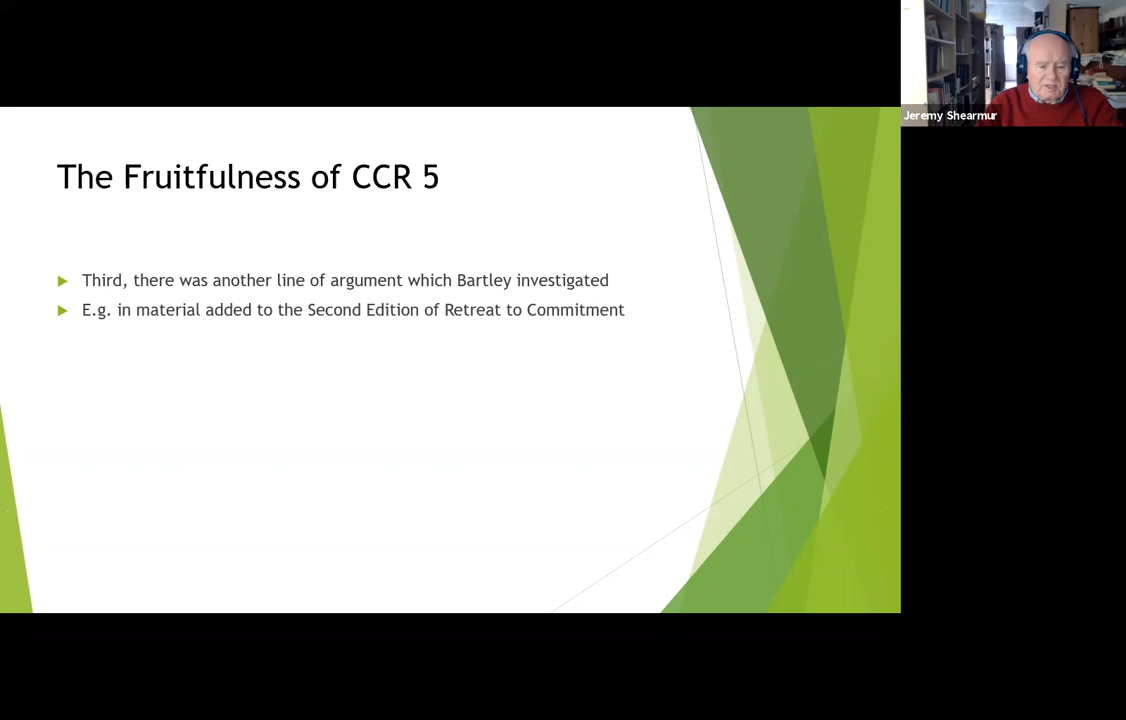 Jeremy Shearmur
The Fruitfulness of CCR 5
Third, there was another line of argument which Bartley investigated
E.g. in material added to the Second Edition of Retreat to Commitment